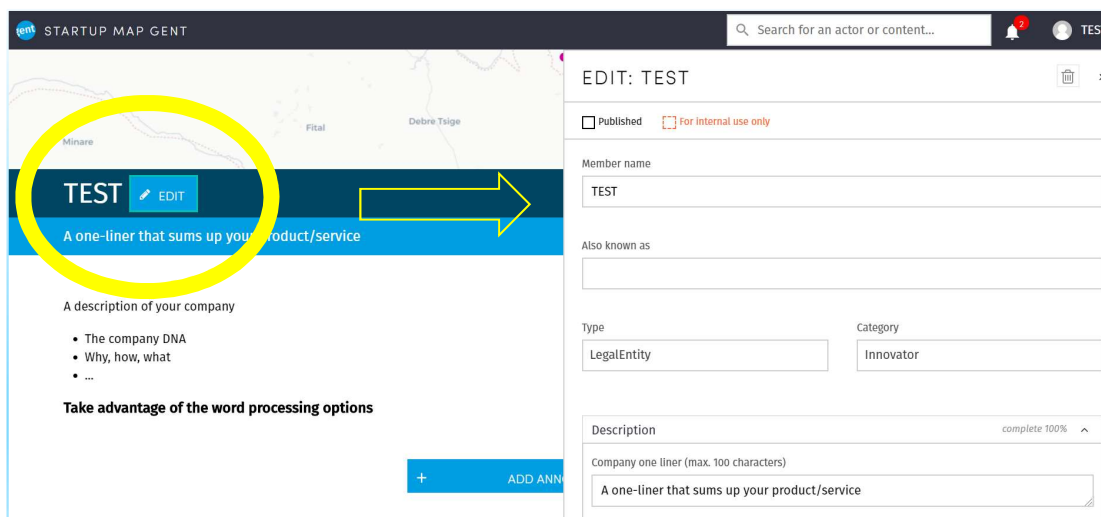 gent STARTUP MAP GENT
Search for an actor or content...
2
TES
Minare
Fital
Debre Tsige
TEST
EDIT
A one-liner that sums up your product/service
A description of your company
• The company DNA
• Why, how, what
• ...
Take advantage of the word processing options
+ ADD ANN
EDIT: TEST
Published
For internal use only
Member name
TEST
Also known as
Type
Category
LegalEntity
Innovator
Description
complete 100%
Company one liner (max. 100 characters)
A one-liner that sums up your product/service